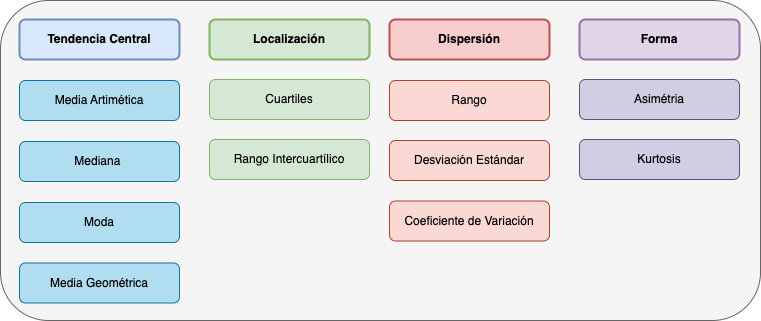 Tendencia Central
Localización
Dispersión
Forma
Media Artimética
Cuartiles
Rango
Asimétria
Mediana
Rango Intercuartílico
Desviación Estándar
Kurtosis
Moda
Coeficiente de Variación
Media Geométrica